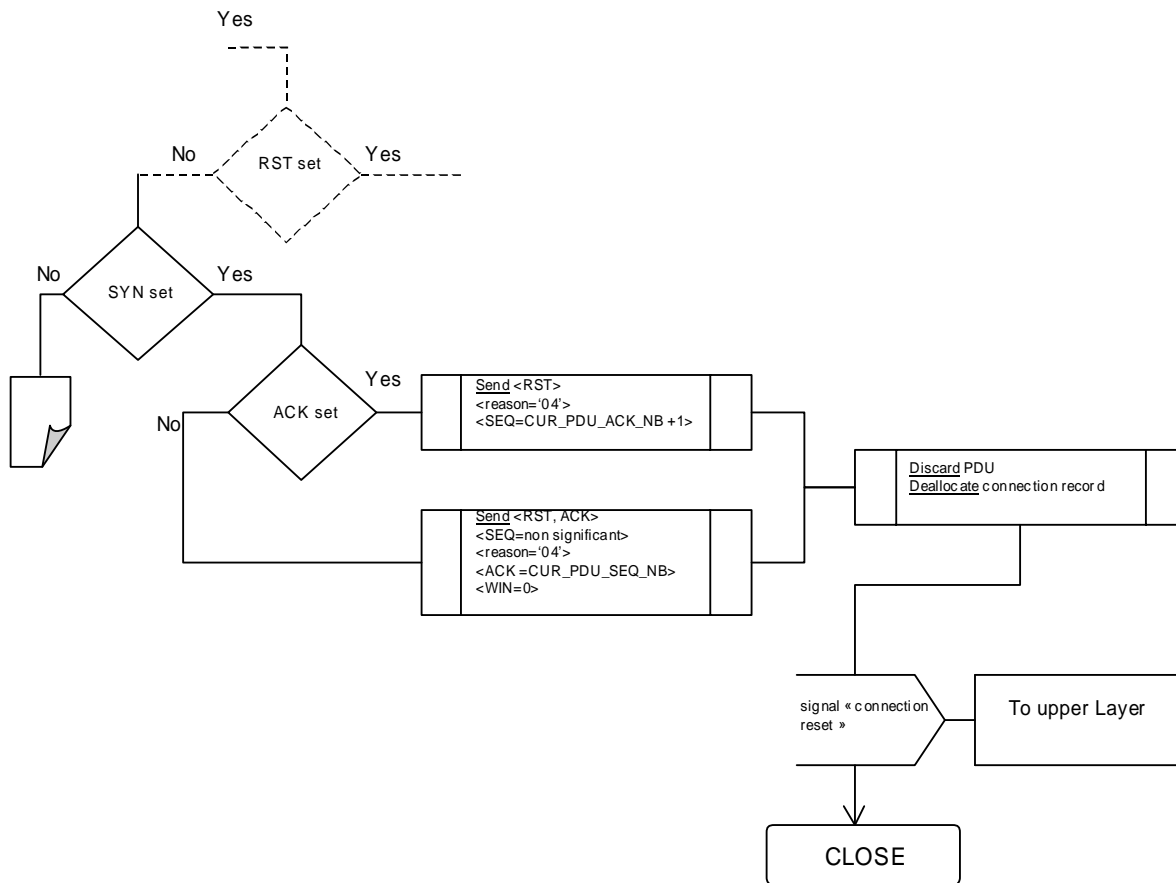 Yes
No
Yes
RST set
No
Yes
SYN set
Yes
No
ACK set
Send <RST>
<reason=‘04’>
<SEQ=CUR_PDU_ACK_NB +1>
Discard PDU
Deallocate connection record
Send <RST, ACK>
<SEQ=non significant>
<reason=‘04’>
<ACK =CUR_PDU_SEQ_NB>
<WIN=0>
signal « connection
reset »
To upper Layer
CLOSE